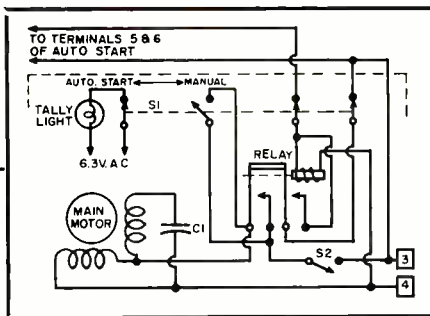 TO TERMINALS 5 & 6
OF AUTO START
AUTO. START MANUAL
TALLY
LIGHT
S1
6.3V. A C
RELAY
MAIN
MOTOR
C1
S2
3
4